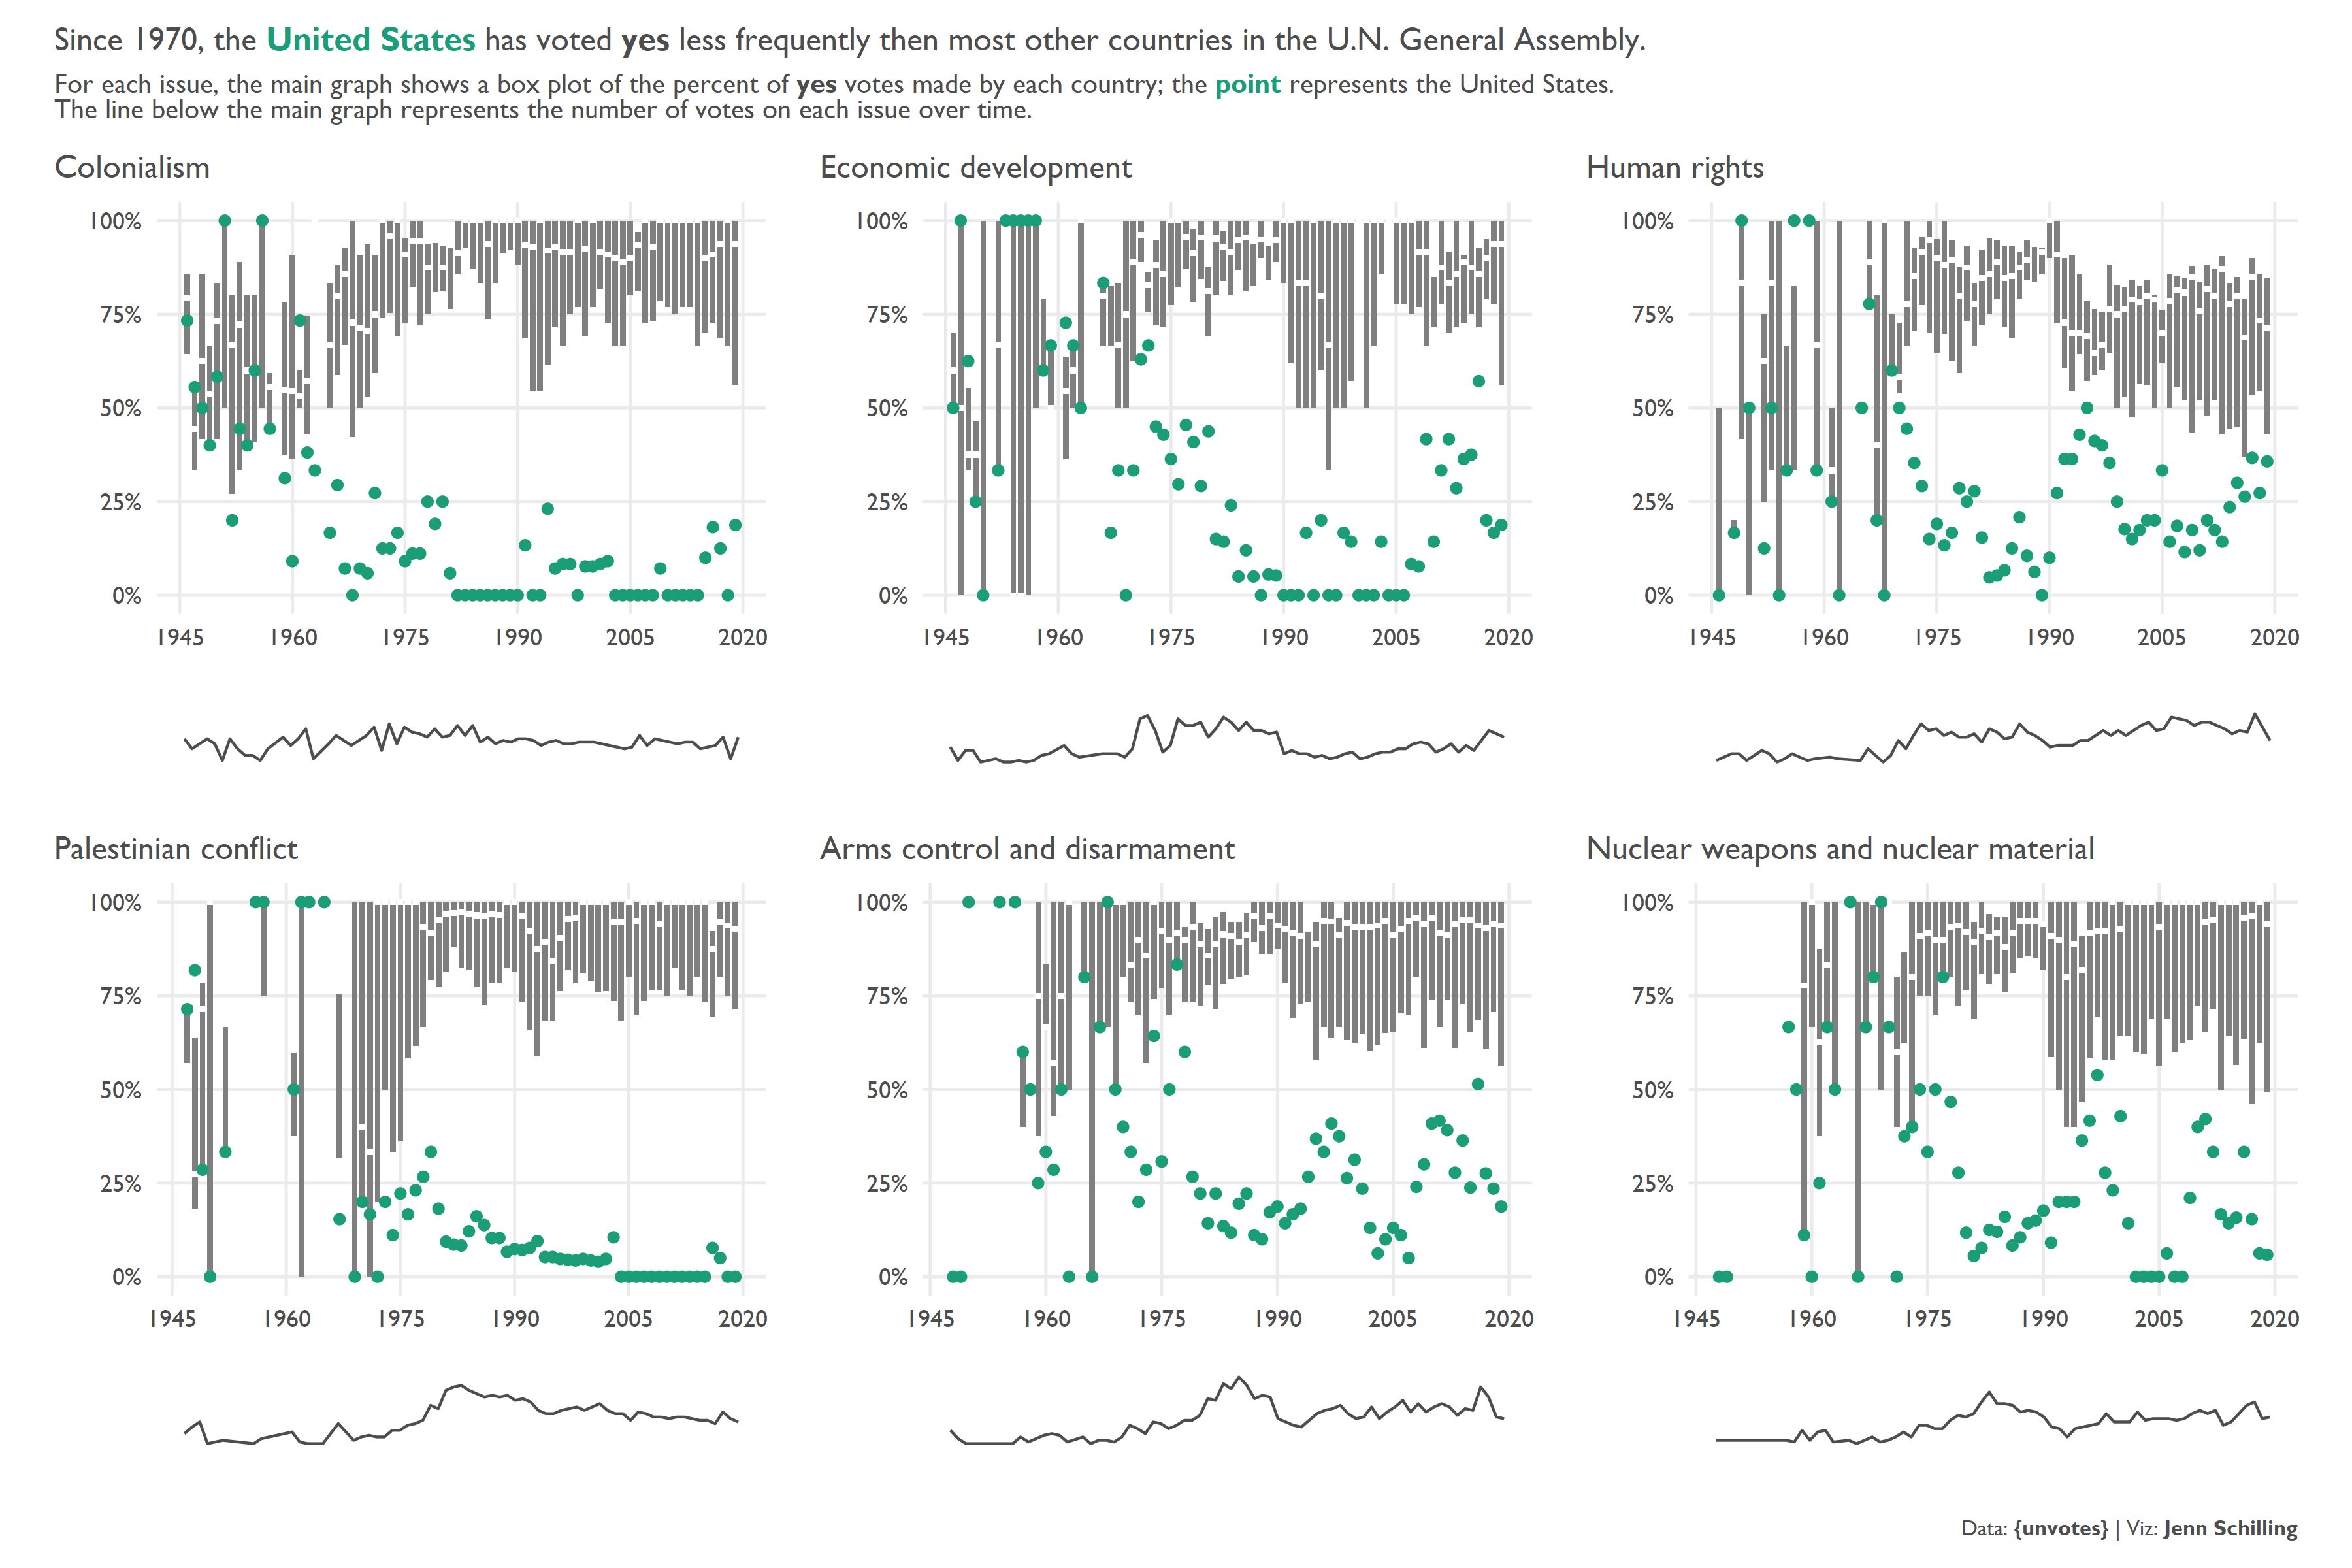 Since 1970, the United States has voted yes less frequently then most other countries in the U.N. General Assembly.
For each issue, the main graph shows a box plot of the percent of yes votes made by each country; the point represents the United States.
The line below the main graph represents the number of votes on each issue over time.
Colonialism
100%
75%
50%
25%
0%
1945 1960 1975 1990 2005 2020
Economic development
100%
75%
50%
25%
0%
1945 1960 1975 1990 2005 2020
Human rights
100%
75%
50%
25%
0%
1945 1960 1975 1990 2005 2020
Palestinian conflict
100%
75%
50%
25%
0%
1945 1960 1975 1990 2005 2020
Arms control and disarmament
100%
75%
50%
25%
0%
1945 1960 1975 1990 2005 2020
Nuclear weapons and nuclear material
100%
75%
50%
25%
0%
1945 1960 1975 1990 2005 2020
Data: {unvotes} | Viz: Jenn Schilling